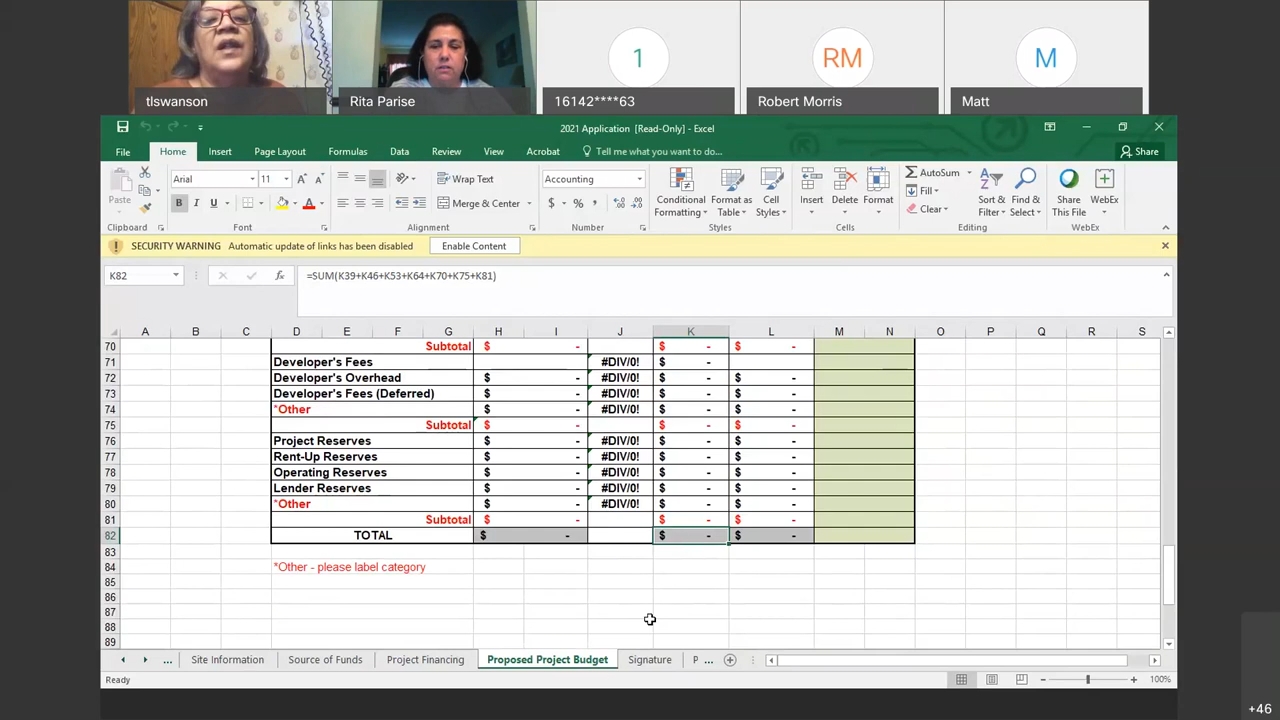 1
RM
M
tlswanson
Rita Parise
16142****63
Robert Morris
Matt
2021 Application [Read-Only] - Excel
File Home Insert Page Layout Formulas Data Review View Acrobat Tell me what you want to do... Share
Arial 11 Wrap Text Accounting AutoSum
Paste Fill
B I U A Merge & Center $ % , Conditional Formatting Format as Table Cell Styles Insert Delete Format Clear Sort & Filter Find & Select Share This File WebEx
Clipboard Font Alignment Number Styles Cells Editing WebEx
SECURITY WARNING Automatic update of links has been disabled Enable Content
K82 fx =SUM(K39+K46+K53+K64+K70+K75+K81)
A B C D E F G H I J K L M N O P Q R S
70 Subtotal $ - $ - $ -
71 Developer's Fees #DIV/0! $ -
72 Developer's Overhead $ - #DIV/0! $ - $ -
73 Developer's Fees (Deferred) $ - #DIV/0! $ - $ -
74 *Other $ - #DIV/0! $ - $ -
75 Subtotal $ - $ - $ -
76 Project Reserves $ - #DIV/0! $ - $ -
77 Rent-Up Reserves $ - #DIV/0! $ - $ -
78 Operating Reserves $ - #DIV/0! $ - $ -
79 Lender Reserves $ - #DIV/0! $ - $ -
80 *Other $ - #DIV/0! $ - $ -
81 Subtotal $ - $ - $ -
82 TOTAL $ - $ - $ -
83
84 *Other - please label category
85
86
87
88
89
... Site Information Source of Funds Project Financing Proposed Project Budget Signature P ...
Ready 100%
+46